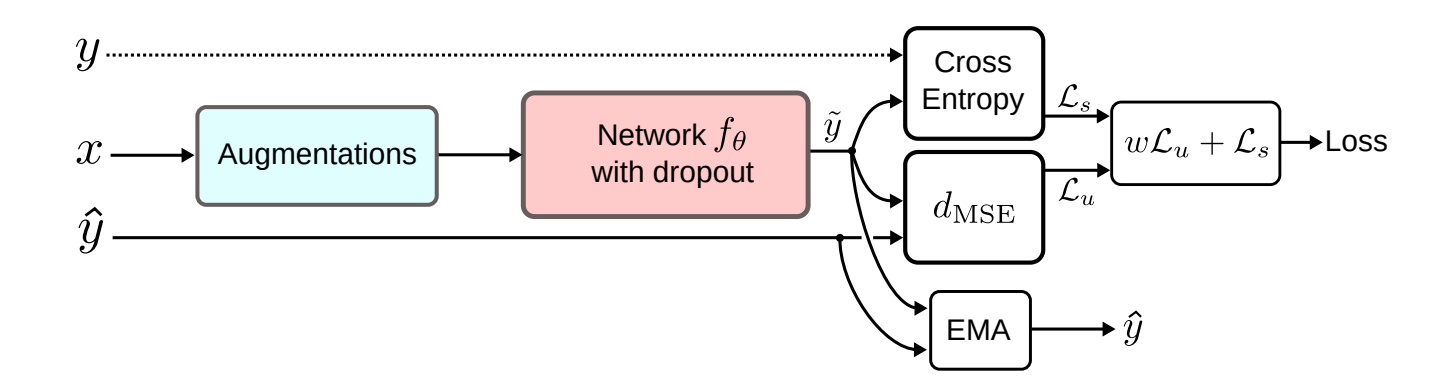 y
x
ŷ
Augmentations
Network f_θ
with dropout
ỹ
Cross
Entropy
d_MSE
EMA
ℒ_s
ℒ_u
wℒ_u + ℒ_s
Loss
ŷ